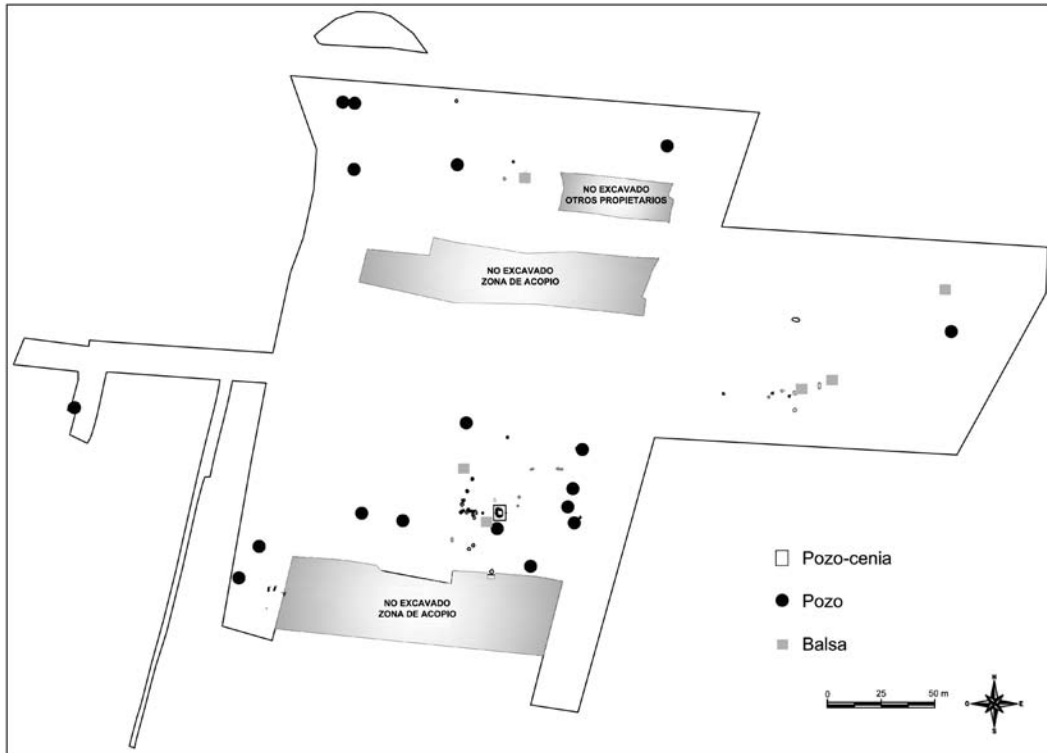 NO EXCAVADO
OTROS PROPIETARIOS
NO EXCAVADO
ZONA DE ACOPIO
NO EXCAVADO
ZONA DE ACOPIO
Pozo-cenia
Pozo
Balsa
0 25 50 m
N
O E
S